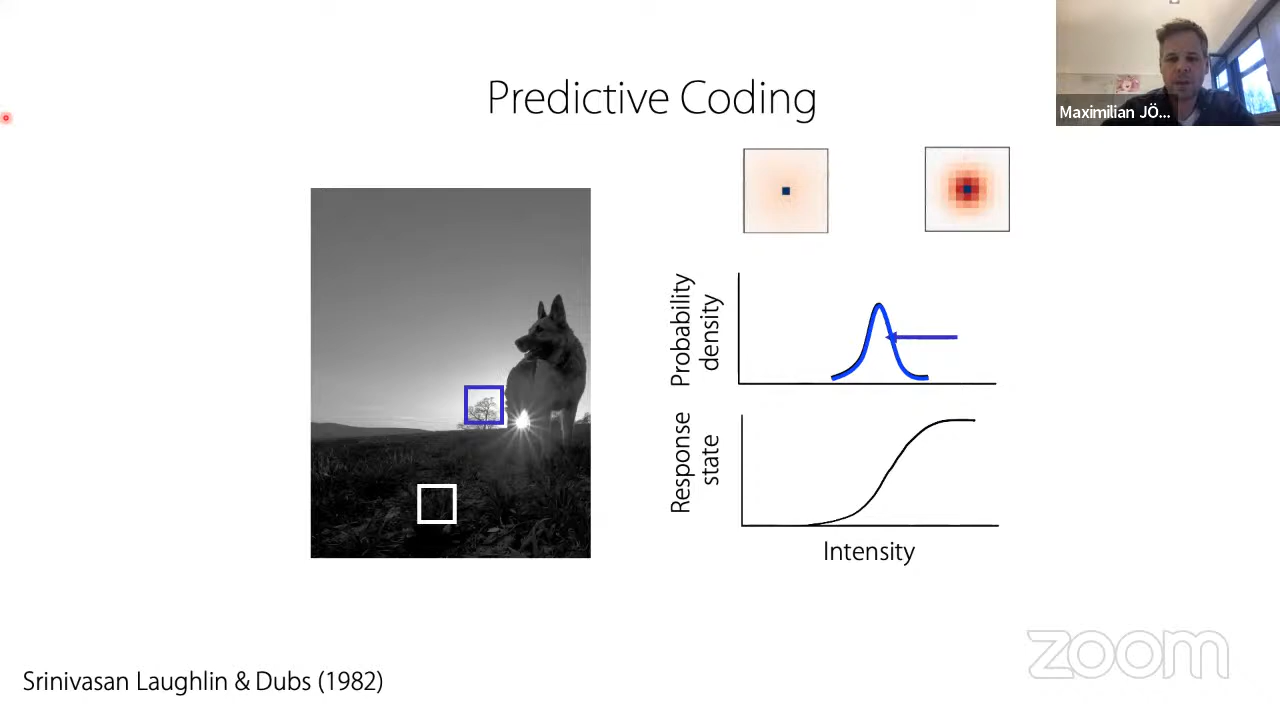 Predictive Coding
Maximilian JÖ...
Probability
density
Response
state
Intensity
zoom
Srinivasan Laughlin & Dubs (1982)